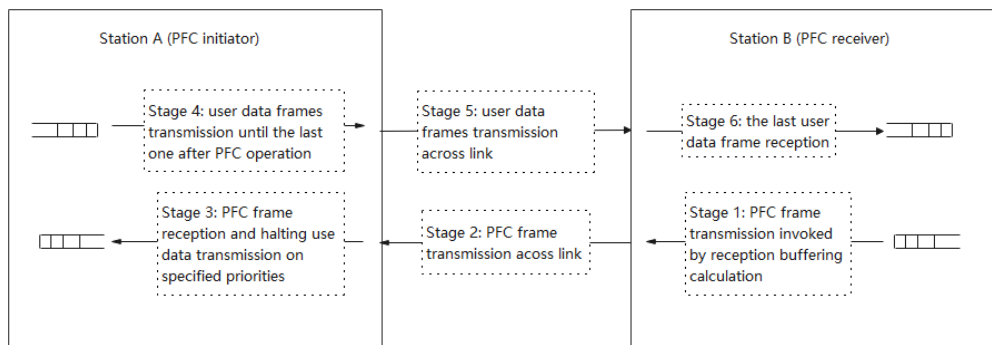 Station A (PFC initiator)
Station B (PFC receiver)
Stage 4: user data frames
transmission until the last
one after PFC operation
Stage 5: user data
frames transmission
across link
Stage 6: the last user
data frame reception
Stage 3: PFC frame
reception and halting use
data transmission on
specified priorities
Stage 2: PFC frame
transmission acoss link
Stage 1: PFC frame
transmission invoked
by reception buffering
calculation